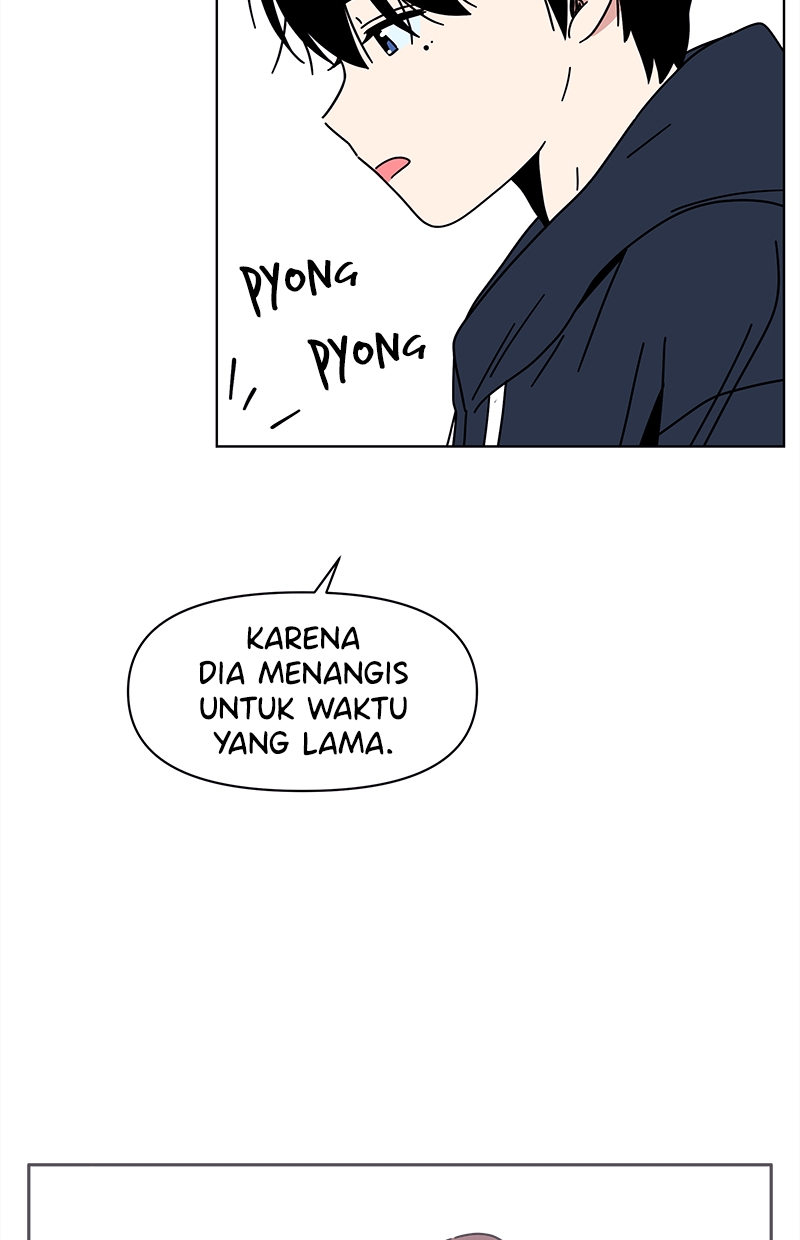 PYONG
PYONG
KARENA
DIA MENANGIS
UNTUK WAKTU
YANG LAMA.